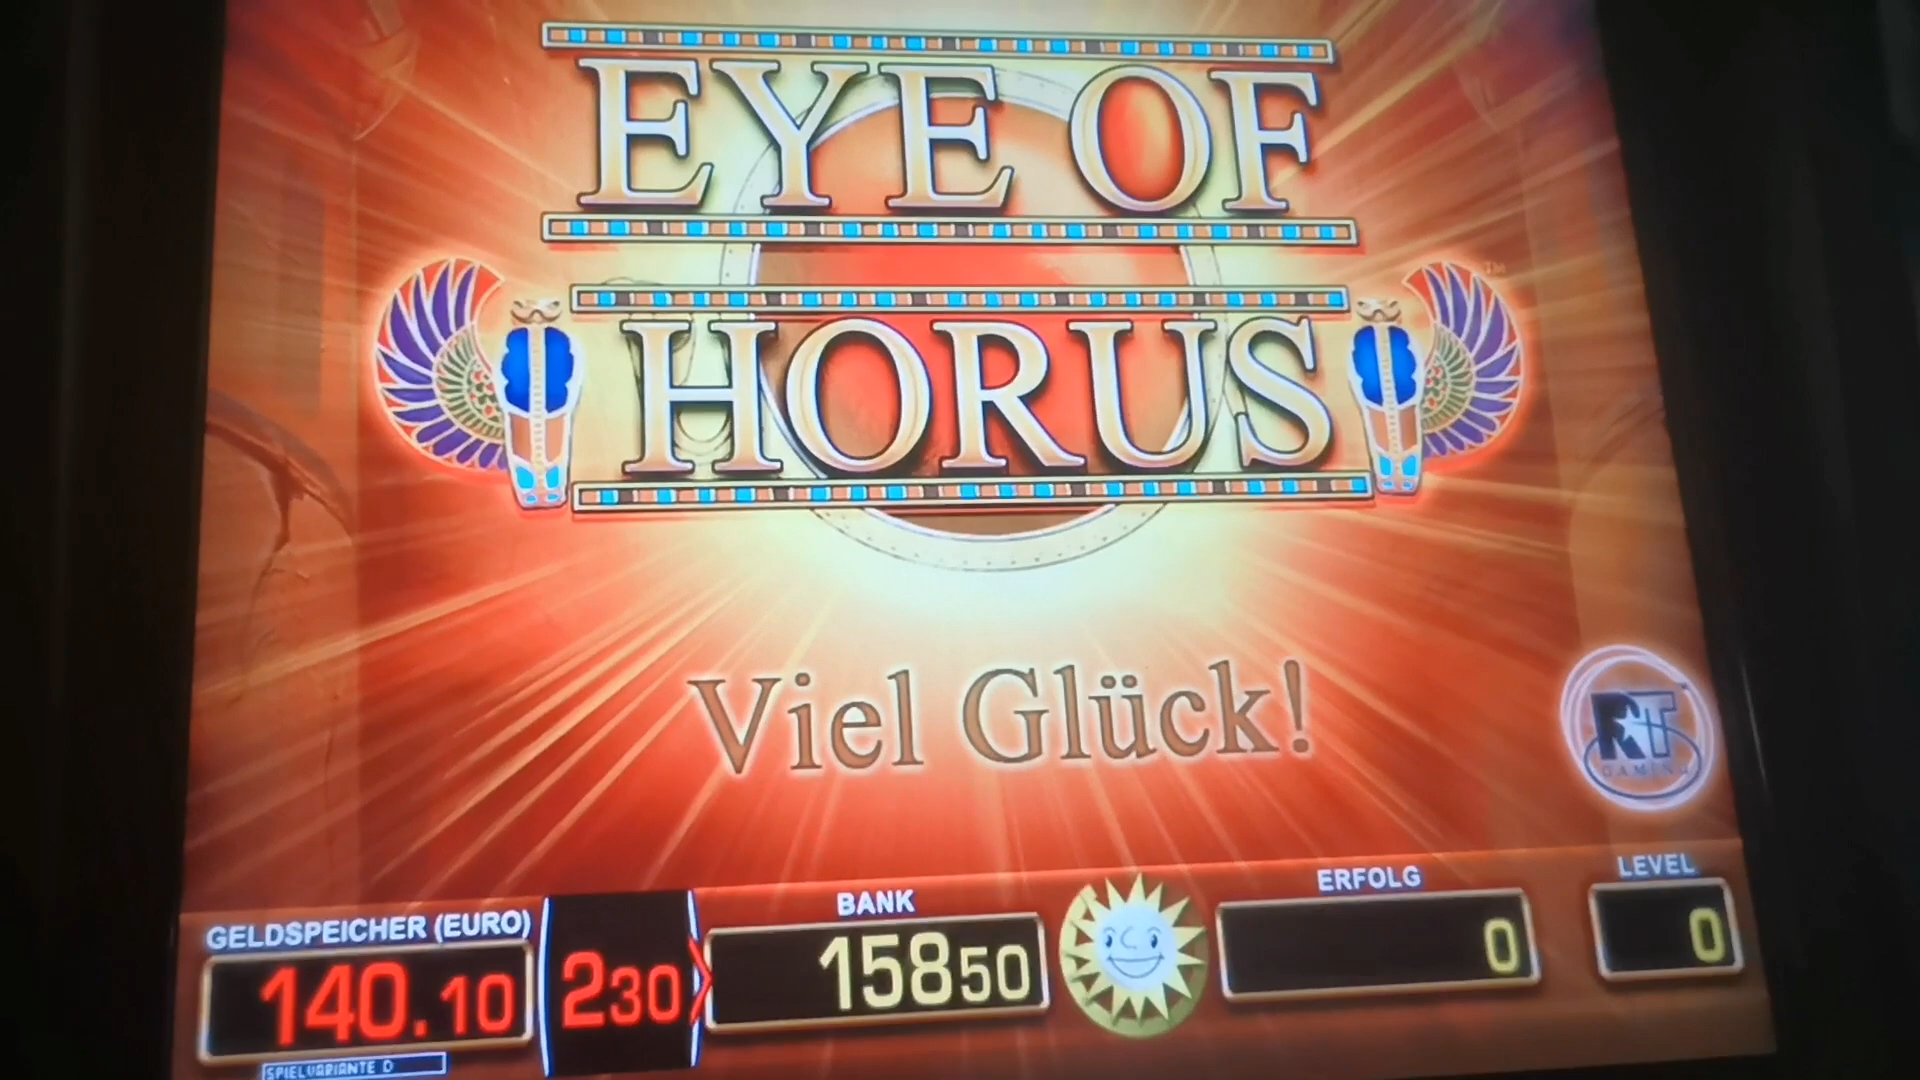 EYE OF
HORUS
TM
Viel Glück!
RT
GAMING
GELDSPEICHER (EURO)
BANK
ERFOLG
LEVEL
140.10
230
15850
0
0
SPIELVARIANTE D